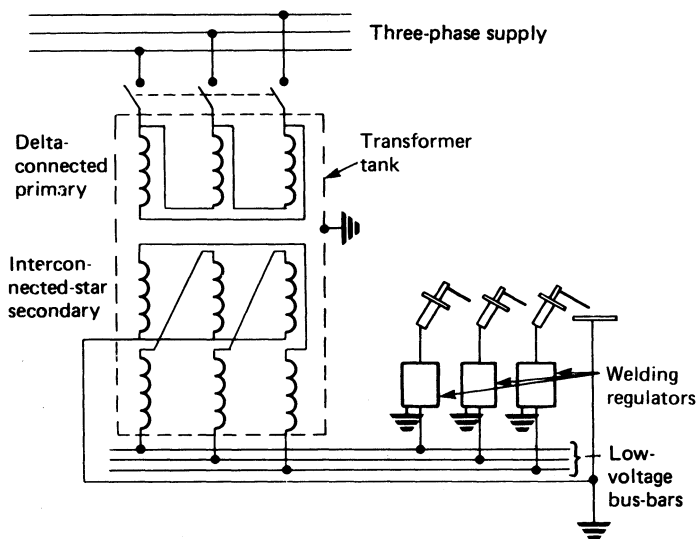 Three-phase supply
Delta-
connected
primary
Transformer
tank
Intercon-
nected-star
secondary
Welding
regulators
Low-
voltage
bus-bars